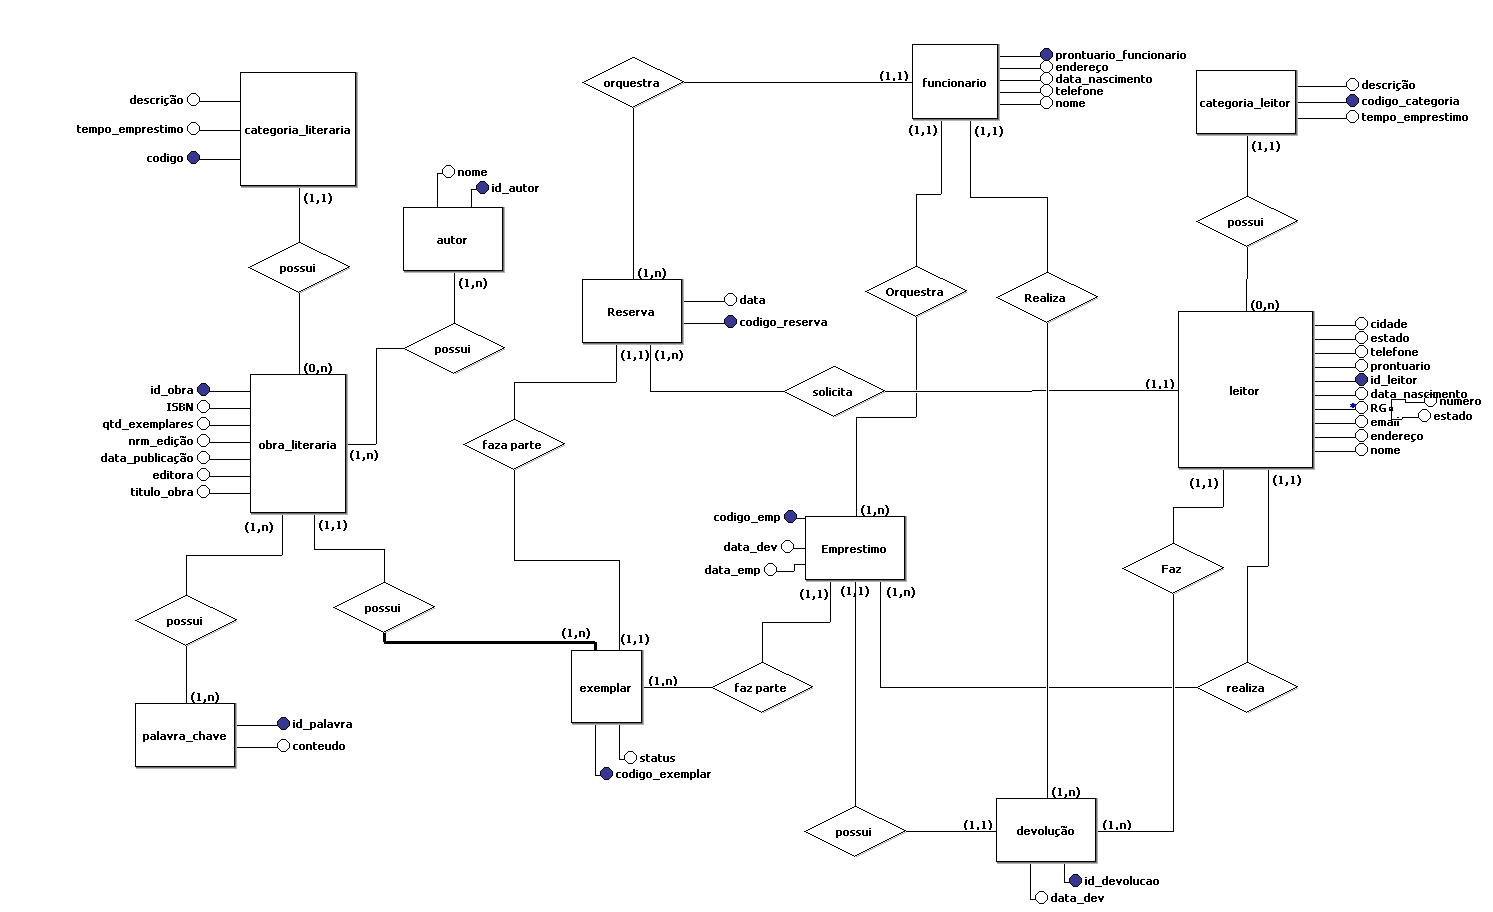 orquestra
(1,1)
funcionario
prontuario_funcionario
endereço
data_nascimento
telefone
nome
(1,1)
(1,1)
categoria_leitor
descrição
codigo_categoria
tempo_emprestimo
(1,1)
descrição
tempo_emprestimo
codigo
categoria_literaria
(1,1)
nome
id_autor
autor
(1,n)
possui
possui
possui
(1,n)
Reserva
data
codigo_reserva
(1,1)
(1,n)
Orquestra
Realiza
possui
(0,n)
leitor
cidade
estado
telefone
prontuario
id_leitor
data_nascimento
* RG
numero
estado
email
endereço
nome
(1,1)
(1,1)
solicita
(1,1)
(0,n)
id_obra
ISBN
qtd_exemplares
nrm_edição
data_publicação
editora
titulo_obra
obra_literaria
(1,n)
(1,n)
(1,1)
faza parte
codigo_emp
data_dev
data_emp
(1,n)
Emprestimo
(1,1)
(1,1)
(1,n)
Faz
possui
possui
(1,n)
(1,1)
exemplar
(1,n)
faz parte
realiza
status
codigo_exemplar
(1,n)
palavra_chave
id_palavra
conteudo
possui
(1,1)
(1,n)
devolução
(1,n)
id_devolucao
data_dev